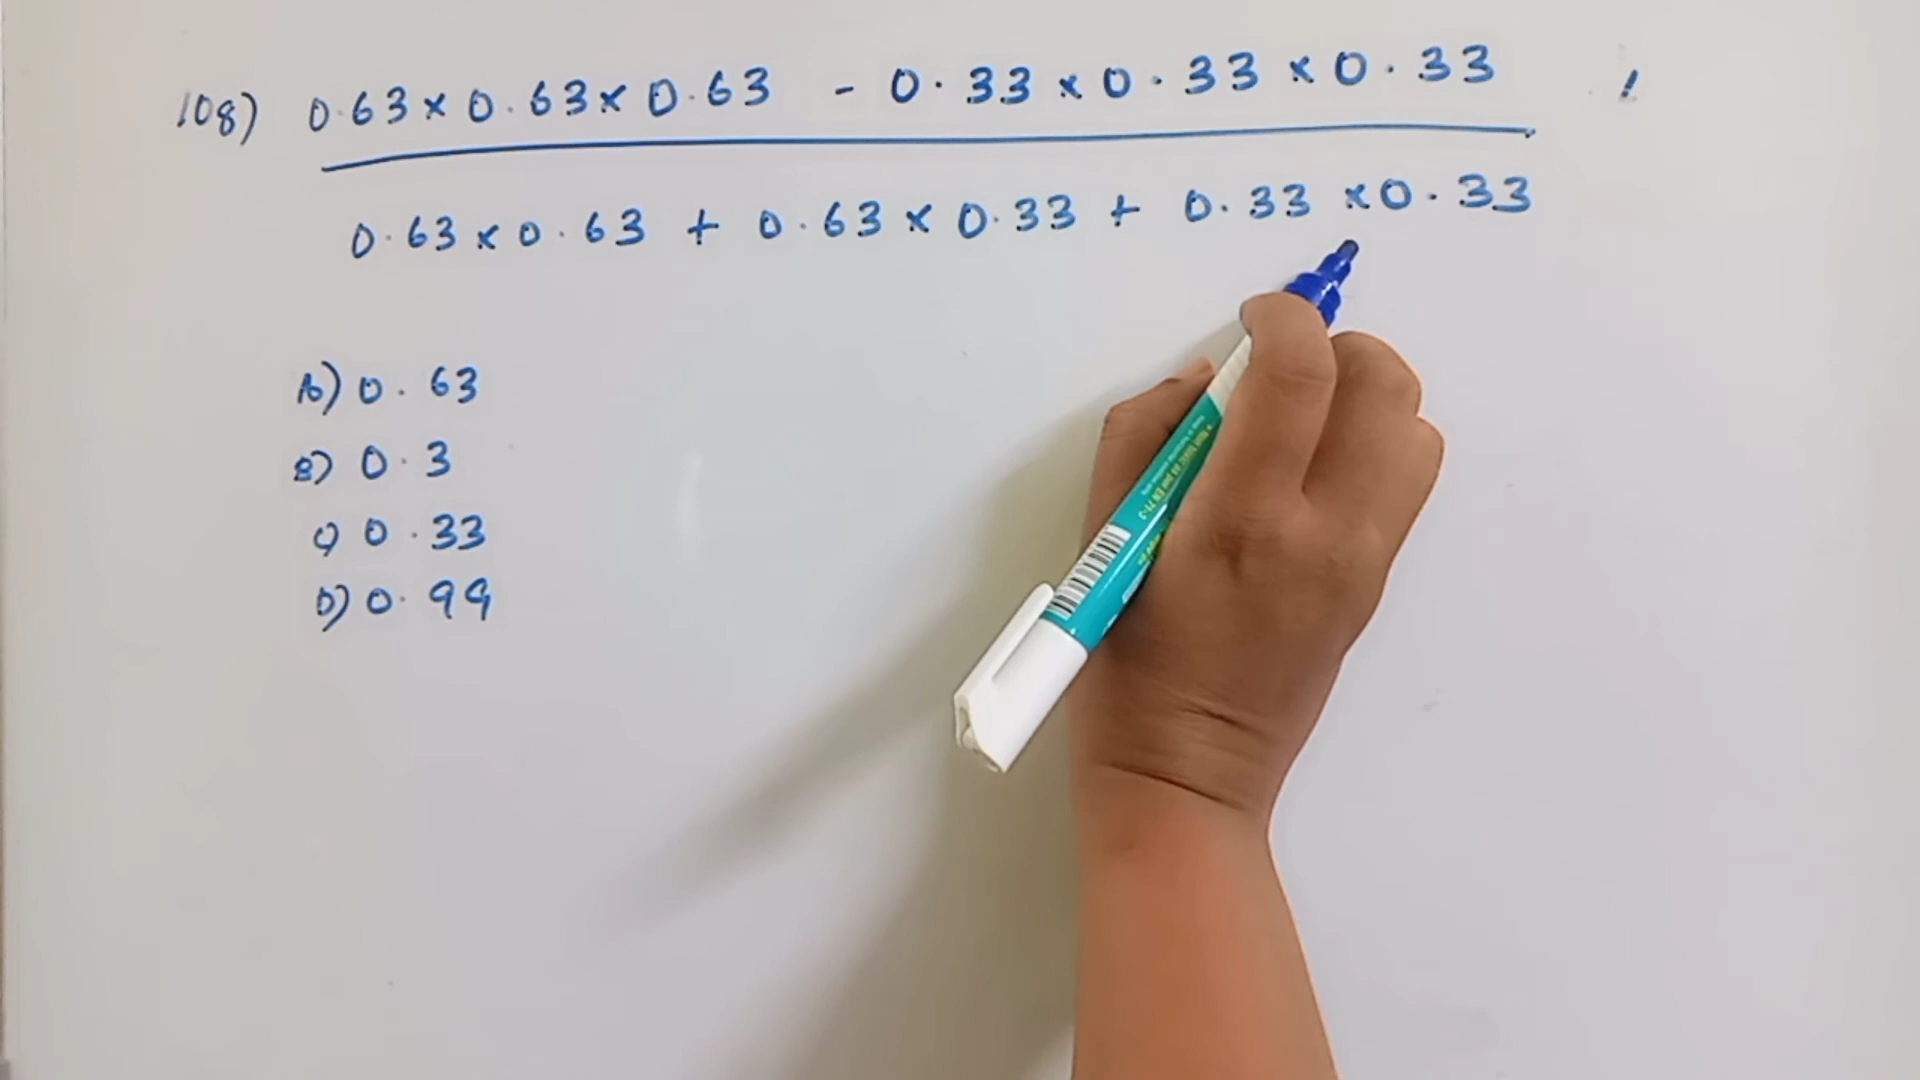 108) 0.63 × 0.63 × 0.63 - 0.33 × 0.33 × 0.33
0.63 × 0.63 + 0.63 × 0.33 + 0.33 × 0.33
A) 0.63
B) 0.3
C) 0.33
D) 0.99